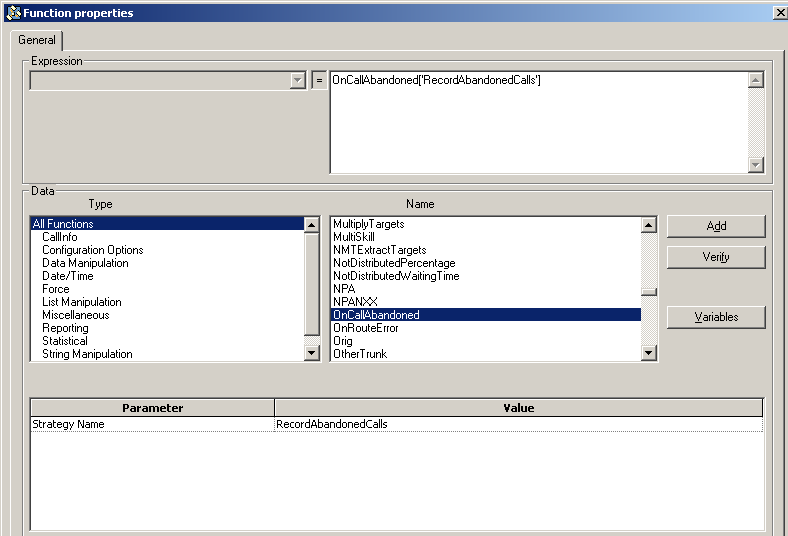 Function properties
General
Expression
=
OnCallAbandoned['RecordAbandonedCalls']
Data
Type
All Functions
CallInfo
Configuration Options
Data Manipulation
Date/Time
Force
List Manipulation
Miscellaneous
Reporting
Statistical
String Manipulation
Name
MultiplyTargets
MultiSkill
NMTExtractTargets
NotDistributedPercentage
NotDistributedWaitingTime
NPA
NPANXX
OnCallAbandoned
OnRouteError
Orig
OtherTrunk
Add
Verify
Variables
Parameter Value
Strategy Name RecordAbandonedCalls